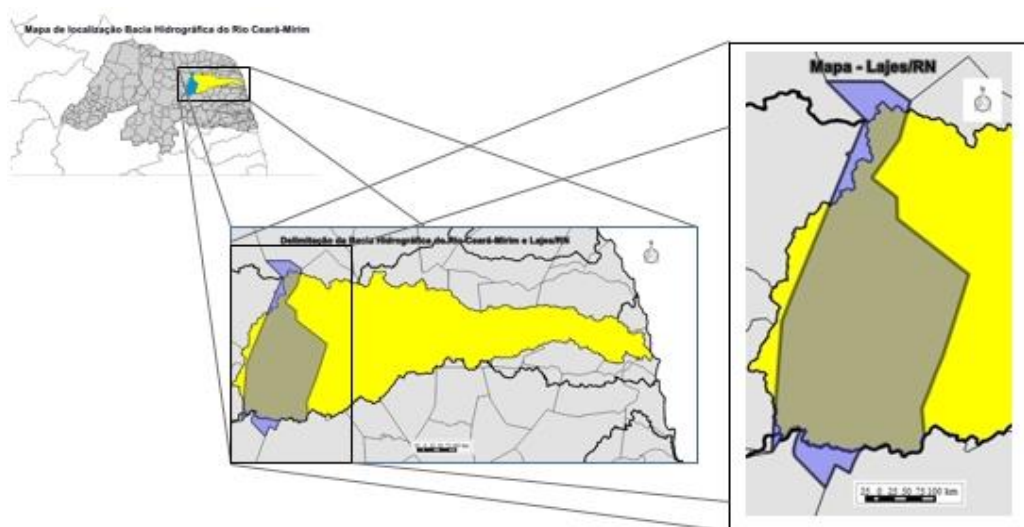 Mapa de localização Bacia Hidrográfica do Rio Ceará-Mirim
Mapa - Lajes/RN
Delimitação da Bacia Hidrográfica do Rio Ceará-Mirim e Lajes/RN
25 0 25 50 75 100 km